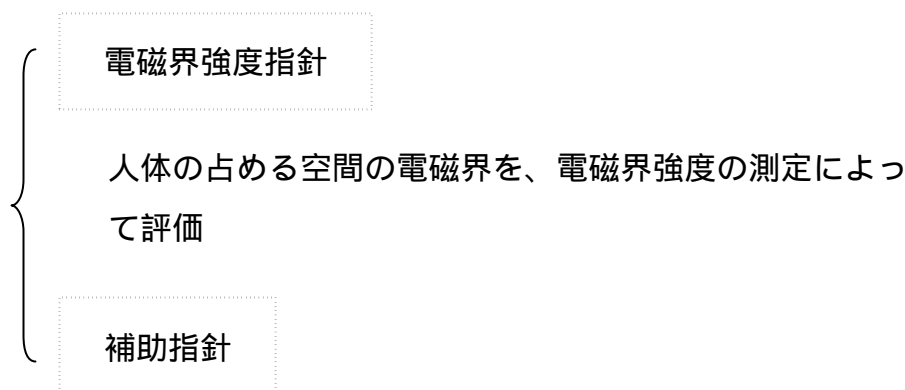 電磁界強度指針
人体の占める空間の電磁界を、電磁界強度の測定によっ
て評価
補助指針